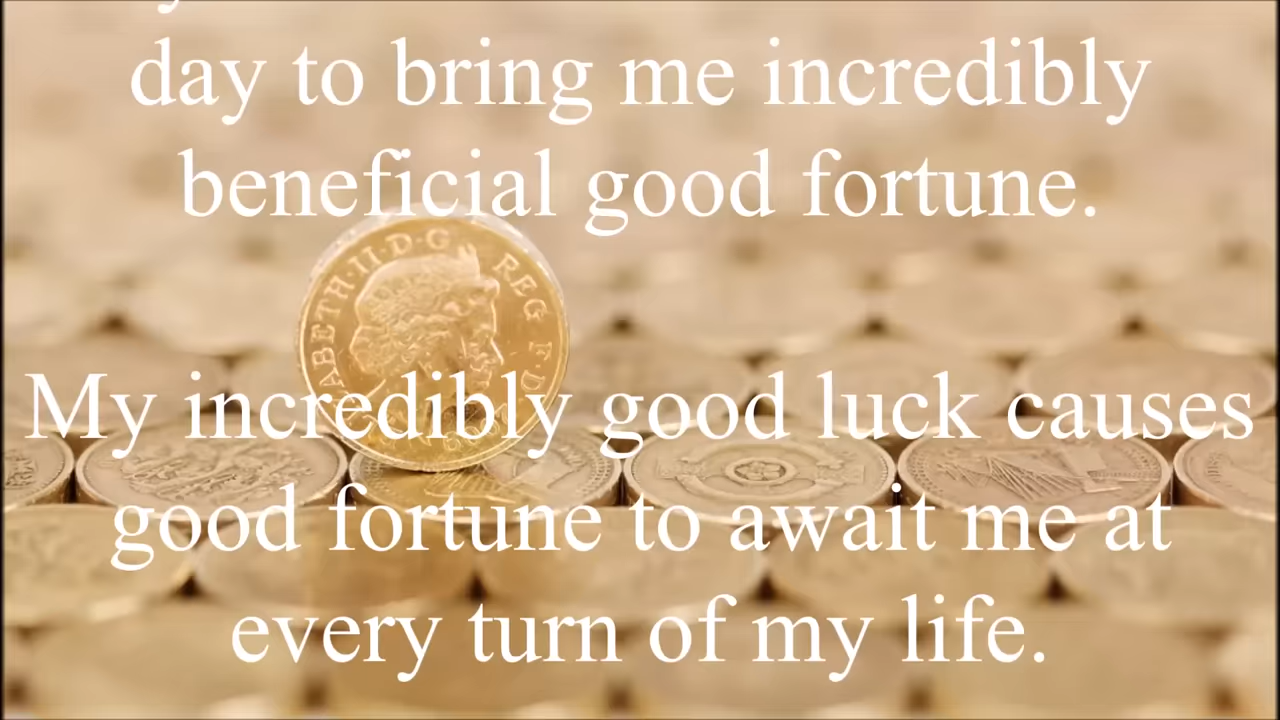 day to bring me incredibly
beneficial good fortune.
ABETH·II·D·G REG F·D
My incredibly good luck causes
good fortune to await me at
every turn of my life.